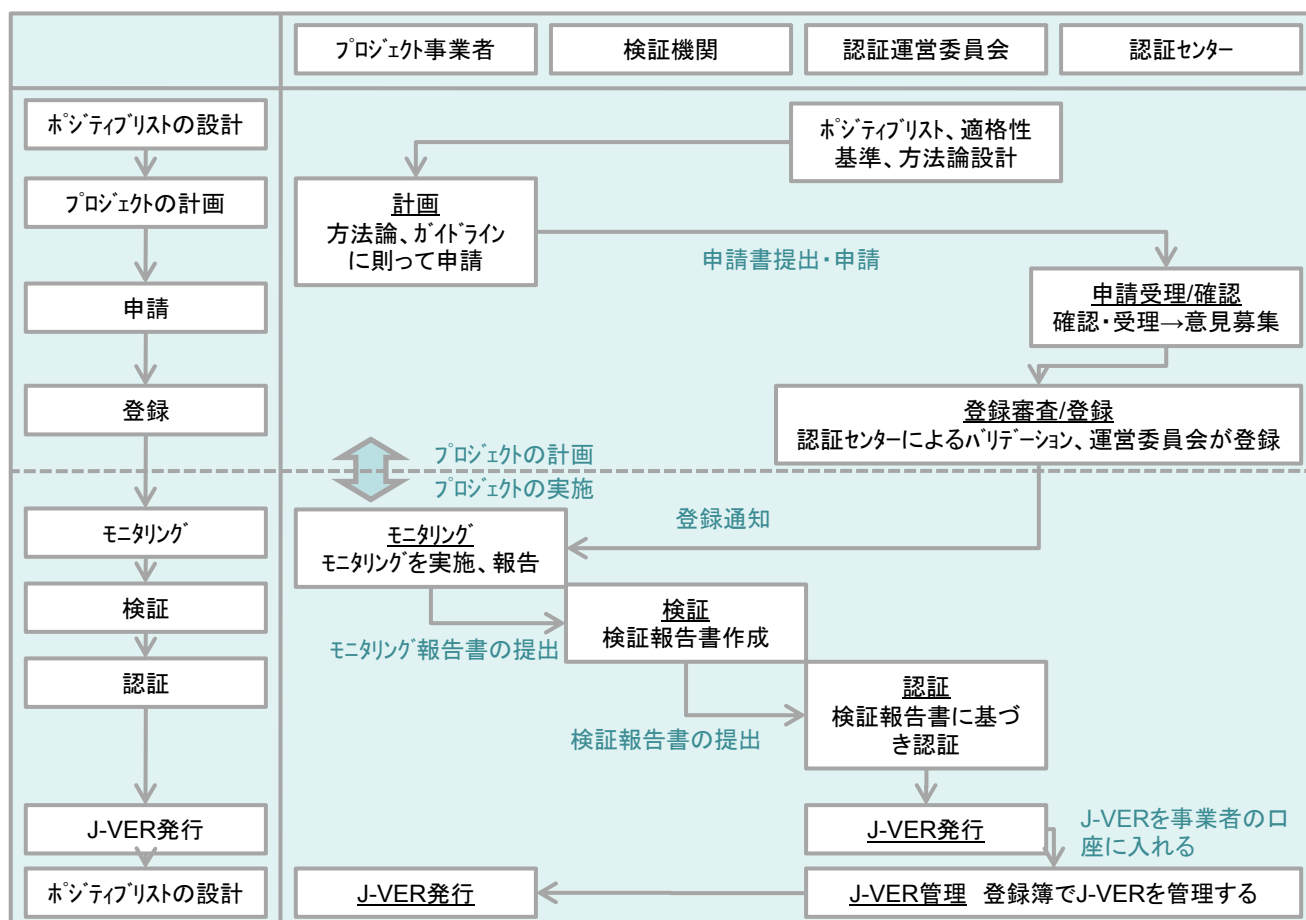 プロジェクト事業者
検証機関
認証運営委員会
認証センター
ポジティブリストの設計
ポジティブリスト、適格性
基準、方法論設計
プロジェクトの計画
計画
方法論、ガイドライン
に則って申請
申請書提出・申請
申請
申請受理/確認
確認・受理→意見募集
登録
登録審査/登録
認証センターによるバリデーション、運営委員会が登録
プロジェクトの計画
プロジェクトの実施
登録通知
モニタリング
モニタリング
モニタリングを実施、報告
検証
検証
検証報告書作成
モニタリング報告書の提出
認証
認証
検証報告書に基づ
き認証
検証報告書の提出
J-VER発行
J-VER発行
J-VERを事業者の口
座に入れる
ポジティブリストの設計
J-VER発行
J-VER管理 登録簿でJ-VERを管理する